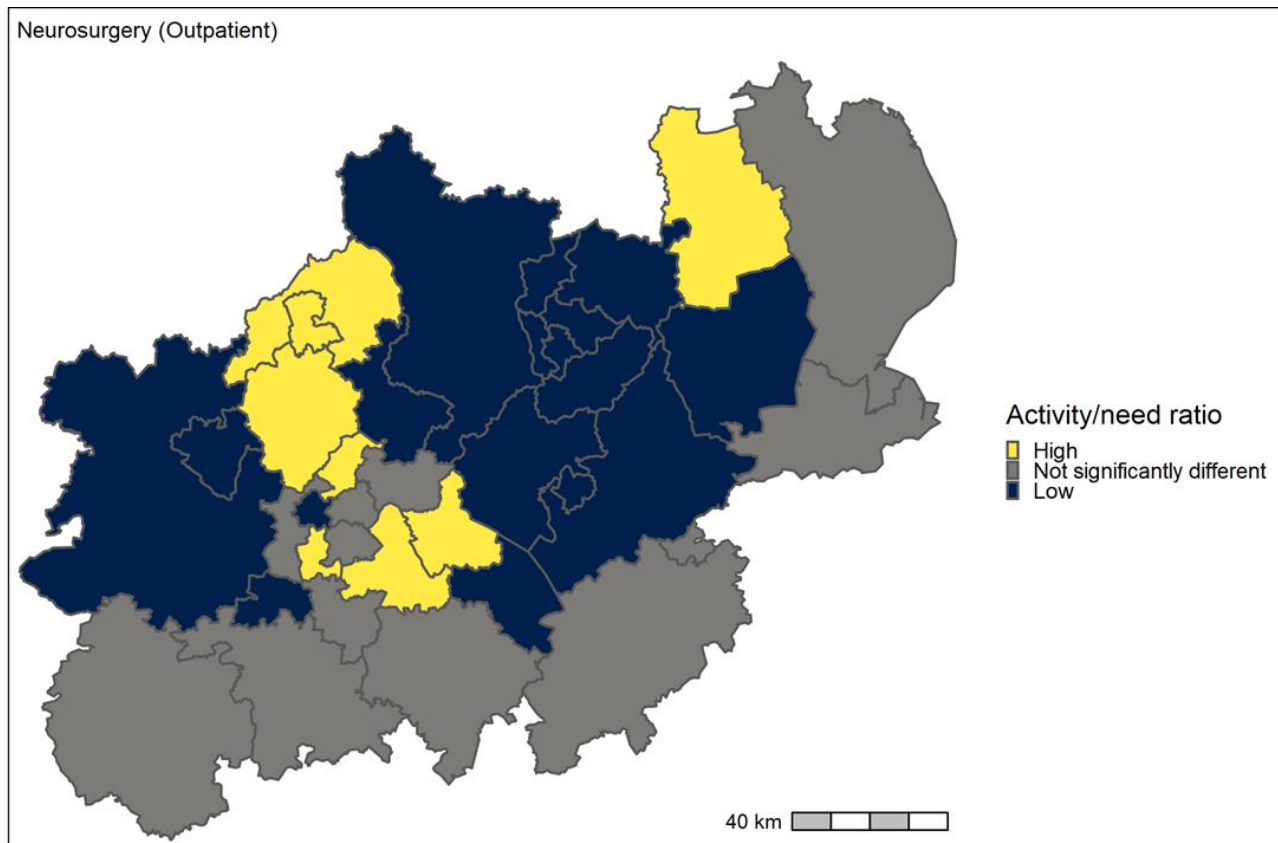 Neurosurgery (Outpatient)
Activity/need ratio
High
Not significantly different
Low
40 km